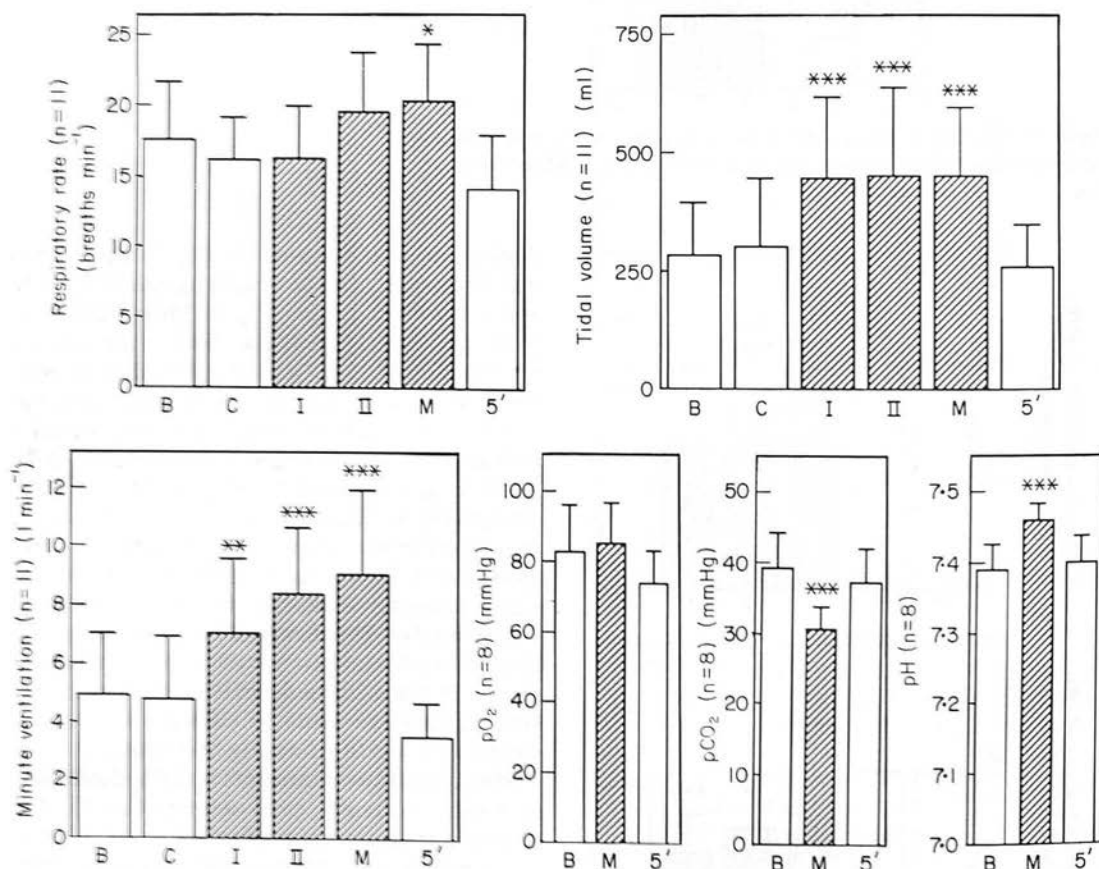 Respiratory rate (n=11)
(breaths min⁻¹)
25
20
15
10
5
0
*
B C I II M 5'
Tidal volume (n=11) (ml)
750
500
250
0
*** *** ***
B C I II M 5'
Minute ventilation (n=11) (l min⁻¹)
12
10
8
6
4
2
0
** *** ***
B C I II M 5'
pO₂ (n=8) (mmHg)
100
80
60
40
20
0
B M 5'
pCO₂ (n=8) (mmHg)
50
40
30
20
10
0
***
B M 5'
pH (n=8)
7·5
7·4
7·3
7·2
7·1
7·0
***
B M 5'